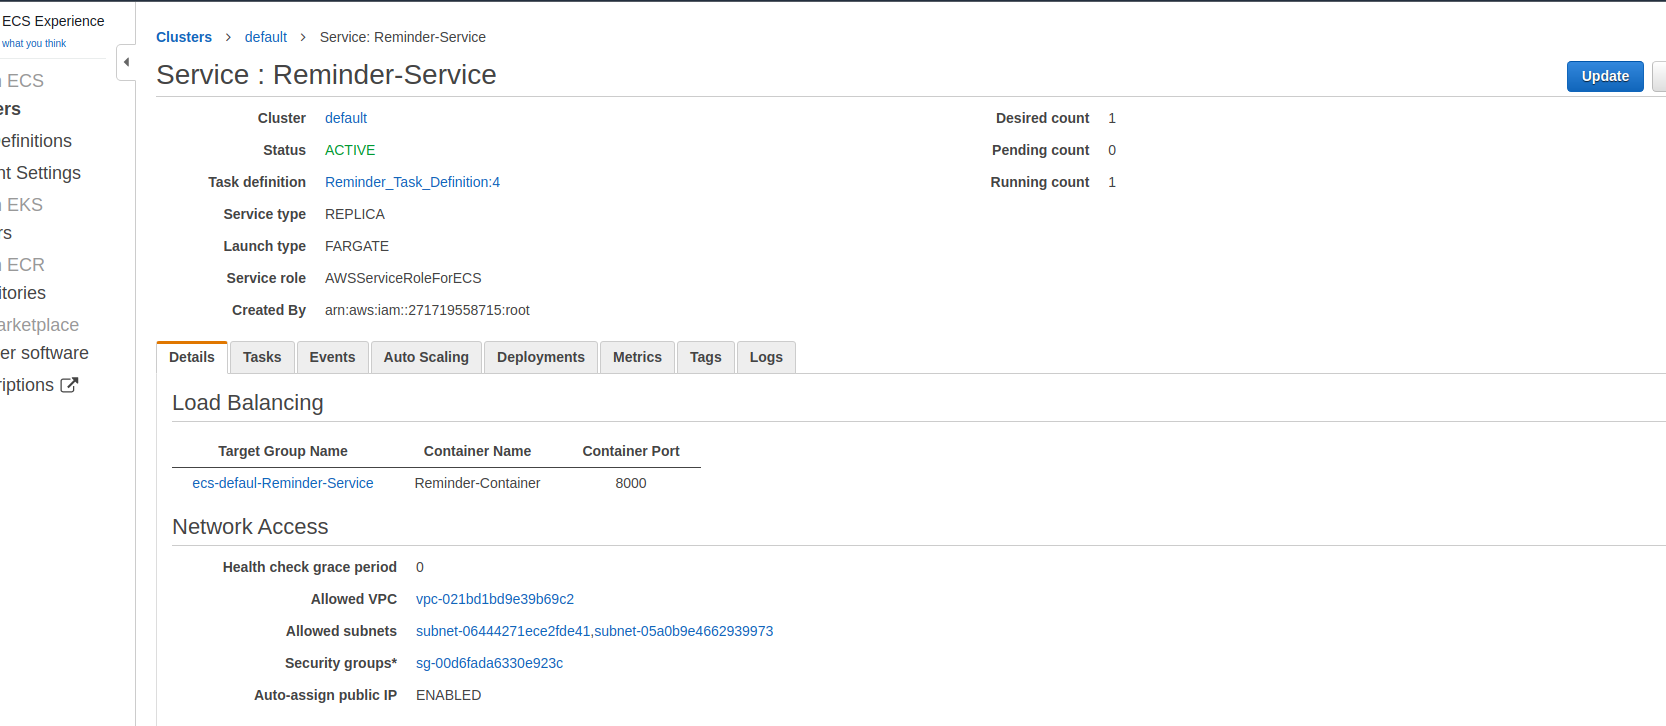 ECS Experience
what you think
ECS
ers
efinitions
nt Settings
EKS
rs
ECR
itories
arketplace
er software
riptions
Clusters > default > Service: Reminder-Service
Service : Reminder-Service
Update
Cluster default
Status ACTIVE
Task definition Reminder_Task_Definition:4
Service type REPLICA
Launch type FARGATE
Service role AWSServiceRoleForECS
Created By arn:aws:iam::271719558715:root
Desired count 1
Pending count 0
Running count 1
Details Tasks Events Auto Scaling Deployments Metrics Tags Logs
Load Balancing
Target Group Name Container Name Container Port
ecs-defaul-Reminder-Service Reminder-Container 8000
Network Access
Health check grace period 0
Allowed VPC vpc-021bd1bd9e39b69c2
Allowed subnets subnet-06444271ece2fde41,subnet-05a0b9e4662939973
Security groups* sg-00d6fada6330e923c
Auto-assign public IP ENABLED